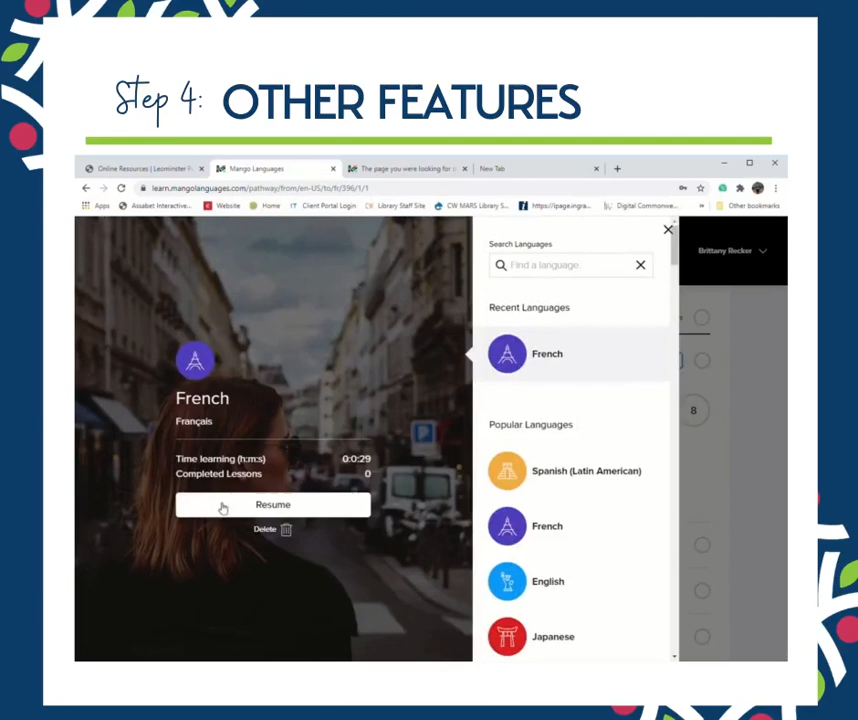 Step 4: OTHER FEATURES
Online Resources | Leominster P
Mango Languages
The page you were looking for
New Tab
learn.mangolanguages.com/pathway/from/en-US/to/fr/396/1/1
Apps
Assabet Interactive...
Website
Home
IT
Client Portal Login
CW
Library Staff Site
CW MARS Library S...
https://ipage.ingra...
Digital Commonwe...
»
Other bookmarks
Search Languages
Find a language.
Brittany Recker
Recent Languages
French
French
Français
Time learning (h:m:s) 0:0:29
Completed Lessons 0
Resume
Delete
8
Popular Languages
Spanish (Latin American)
French
English
Japanese